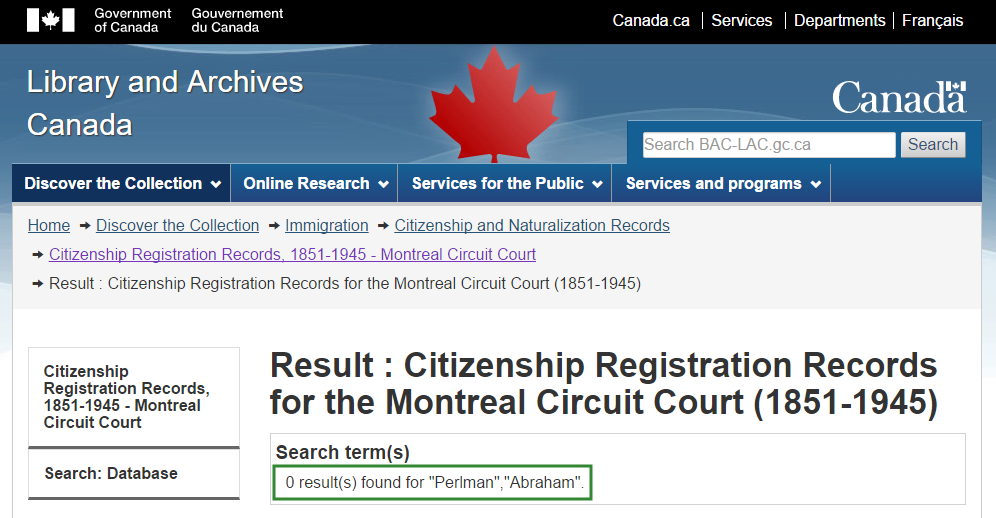 Government of Canada
Gouvernement du Canada
Canada.ca | Services | Departments | Français
Library and Archives
Canada
Canada
Search BAC-LAC.gc.ca Search
Discover the Collection Online Research Services for the Public Services and programs
Home → Discover the Collection → Immigration → Citizenship and Naturalization Records
→ Citizenship Registration Records, 1851-1945 - Montreal Circuit Court
→ Result : Citizenship Registration Records for the Montreal Circuit Court (1851-1945)
Citizenship
Registration Records,
1851-1945 - Montreal
Circuit Court
Search: Database
Result : Citizenship Registration Records
for the Montreal Circuit Court (1851-1945)
Search term(s)
0 result(s) found for "Perlman","Abraham".